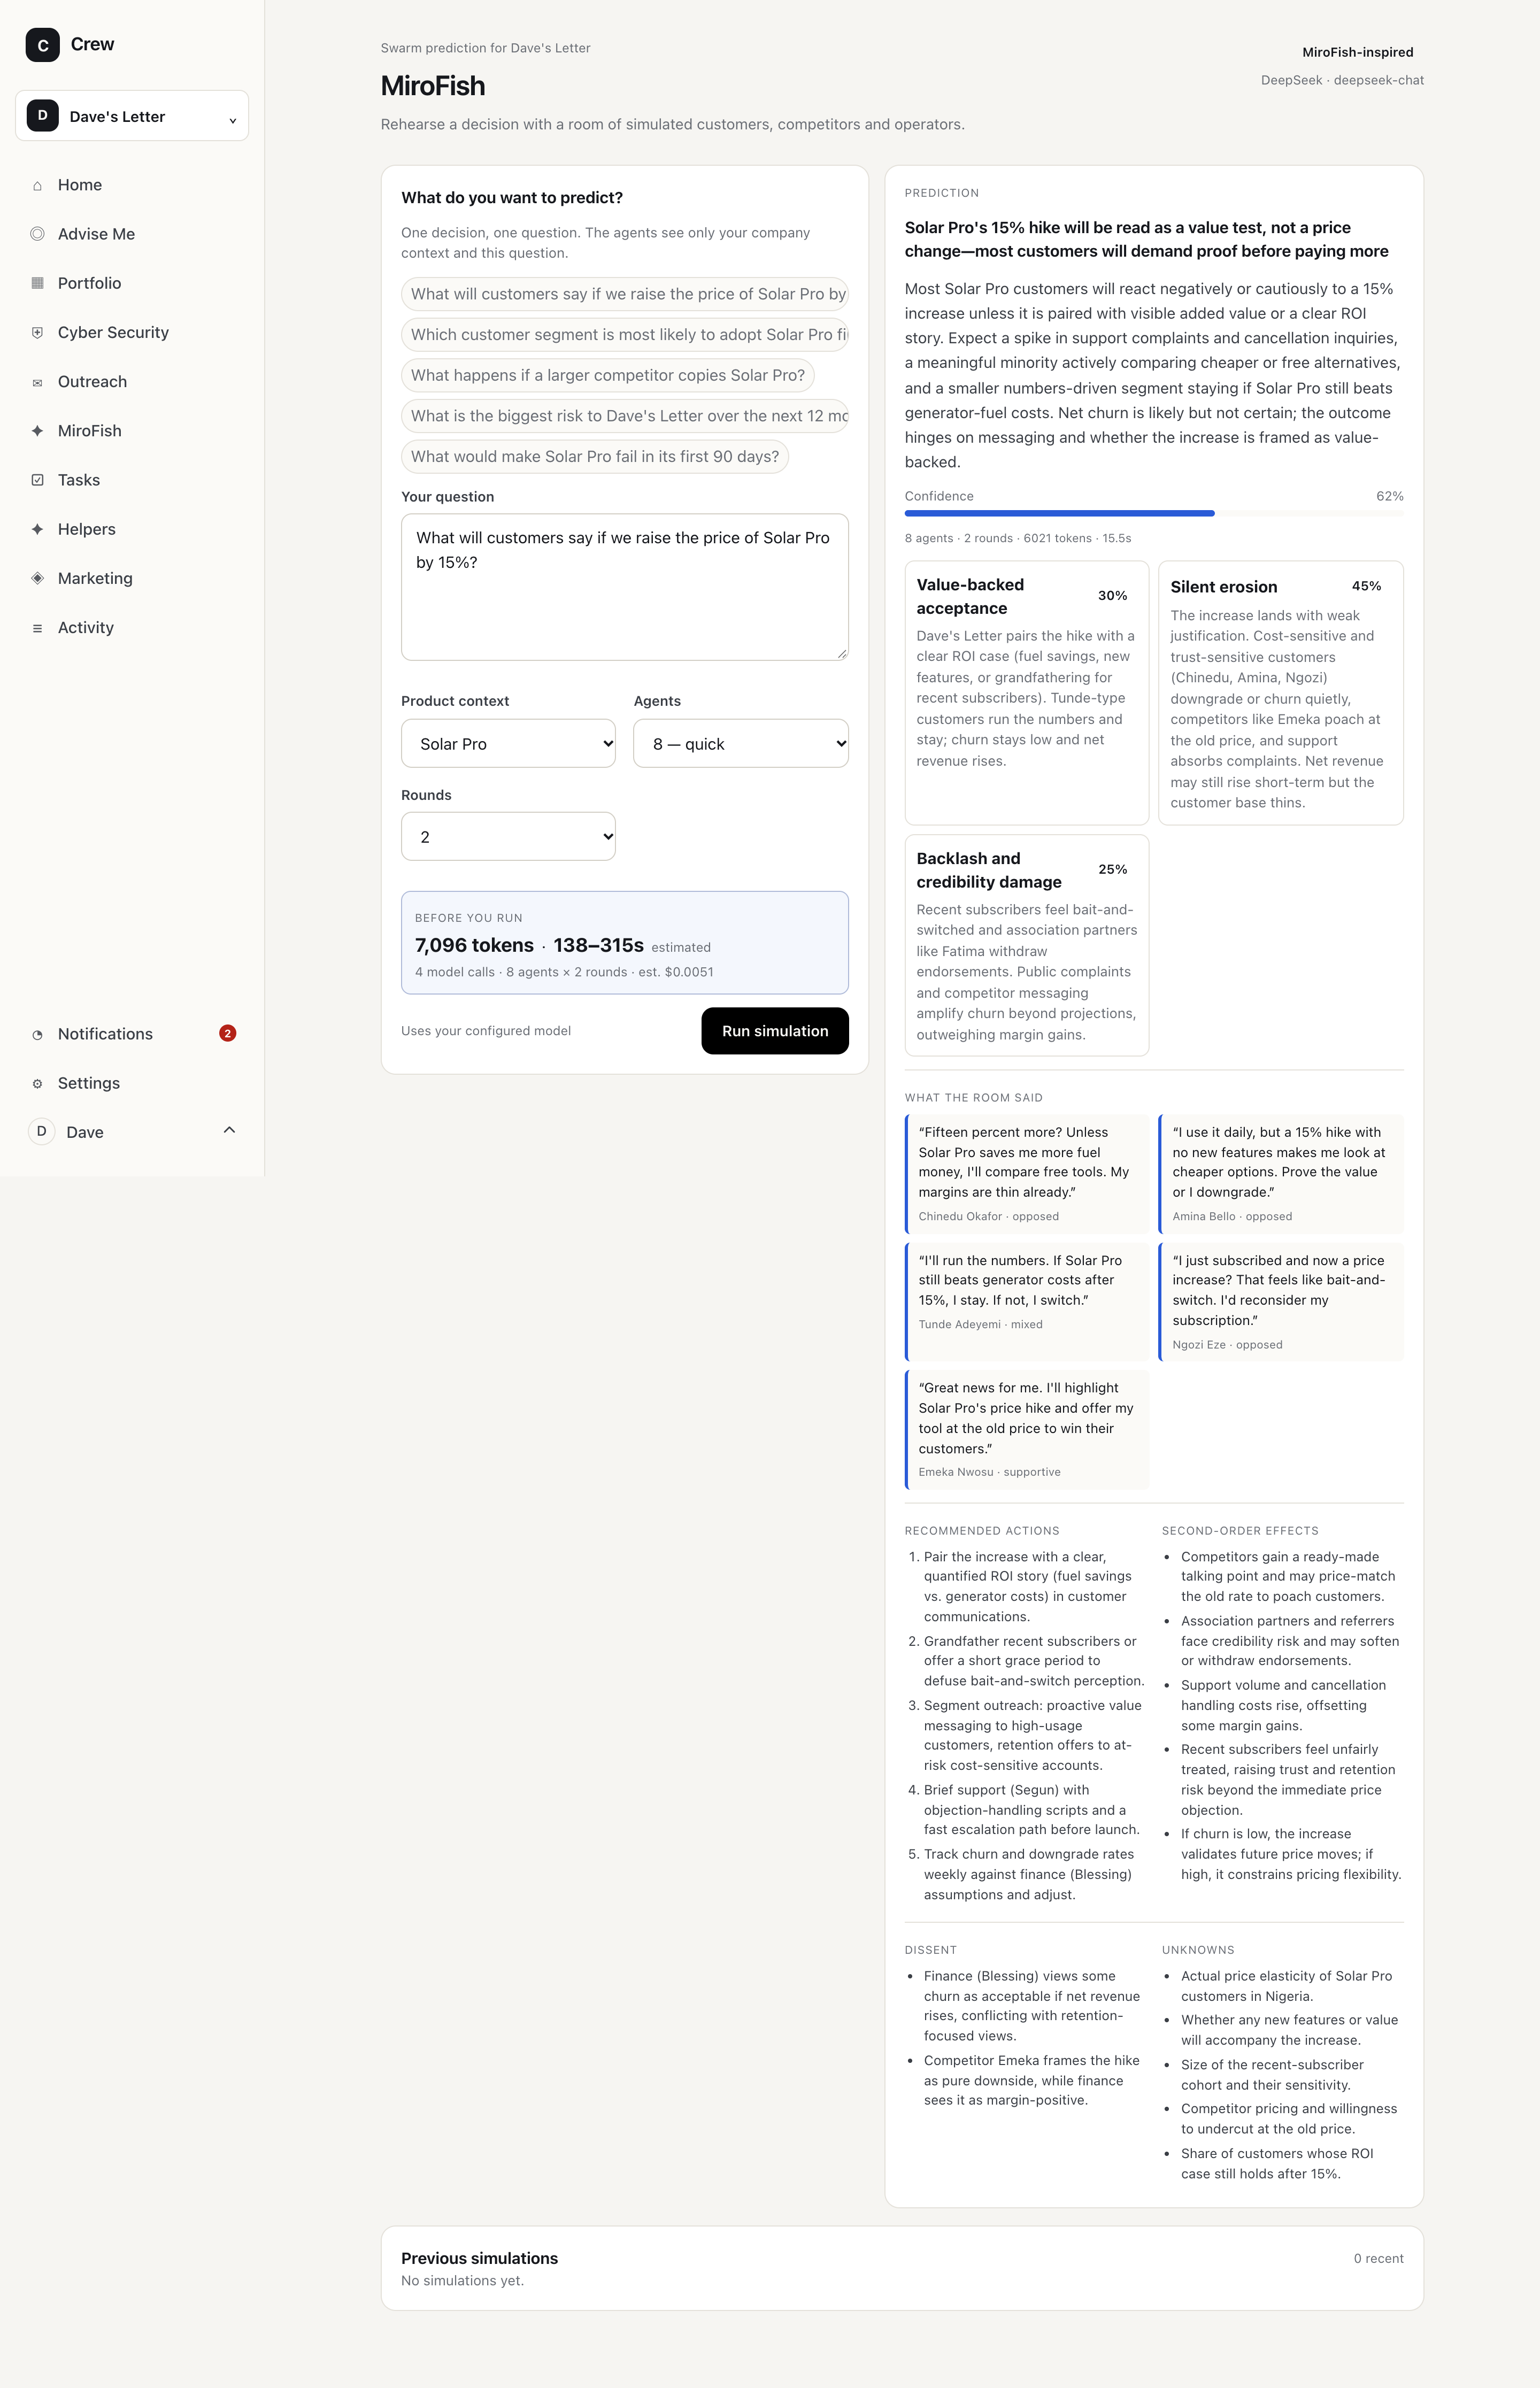 C Crew
D Dave's Letter
Home
Advise Me
Portfolio
Cyber Security
Outreach
MiroFish
Tasks
Helpers
Marketing
Activity
Notifications 2
Settings
D Dave
Swarm prediction for Dave's Letter
MiroFish
Rehearse a decision with a room of simulated customers, competitors and operators.
MiroFish-inspired
DeepSeek · deepseek-chat
What do you want to predict?
One decision, one question. The agents see only your company
context and this question.
What will customers say if we raise the price of Solar Pro by
Which customer segment is most likely to adopt Solar Pro fi
What happens if a larger competitor copies Solar Pro?
What is the biggest risk to Dave's Letter over the next 12 mo
What would make Solar Pro fail in its first 90 days?
Your question
What will customers say if we raise the price of Solar Pro
by 15%?
Product context
Agents
Solar Pro
8 — quick
Rounds
2
BEFORE YOU RUN
7,096 tokens · 138–315s estimated
4 model calls · 8 agents × 2 rounds · est. $0.0051
Uses your configured model
Run simulation
PREDICTION
Solar Pro's 15% hike will be read as a value test, not a price
change—most customers will demand proof before paying more
Most Solar Pro customers will react negatively or cautiously to a 15%
increase unless it is paired with visible added value or a clear ROI
story. Expect a spike in support complaints and cancellation inquiries,
a meaningful minority actively comparing cheaper or free alternatives,
and a smaller numbers-driven segment staying if Solar Pro still beats
generator-fuel costs. Net churn is likely but not certain; the outcome
hinges on messaging and whether the increase is framed as value-
backed.
Confidence 62%
8 agents · 2 rounds · 6021 tokens · 15.5s
Value-backed
acceptance
30%
Dave's Letter pairs the hike with a
clear ROI case (fuel savings, new
features, or grandfathering for
recent subscribers). Tunde-type
customers run the numbers and
stay; churn stays low and net
revenue rises.
Silent erosion 45%
The increase lands with weak
justification. Cost-sensitive and
trust-sensitive customers
(Chinedu, Amina, Ngozi)
downgrade or churn quietly,
competitors like Emeka poach at
the old price, and support
absorbs complaints. Net revenue
may still rise short-term but the
customer base thins.
Backlash and
credibility damage
25%
Recent subscribers feel bait-and-
switched and association partners
like Fatima withdraw
endorsements. Public complaints
and competitor messaging
amplify churn beyond projections,
outweighing margin gains.
WHAT THE ROOM SAID
“Fifteen percent more? Unless
Solar Pro saves me more fuel
money, I'll compare free tools. My
margins are thin already.”
Chinedu Okafor · opposed
“I use it daily, but a 15% hike with
no new features makes me look at
cheaper options. Prove the value
or I downgrade.”
Amina Bello · opposed
“I'll run the numbers. If Solar Pro
still beats generator costs after
15%, I stay. If not, I switch.”
Tunde Adeyemi · mixed
“I just subscribed and now a price
increase? That feels like bait-and-
switch. I'd reconsider my
subscription.”
Ngozi Eze · opposed
“Great news for me. I'll highlight
Solar Pro's price hike and offer my
tool at the old price to win their
customers.”
Emeka Nwosu · supportive
RECOMMENDED ACTIONS
1. Pair the increase with a clear,
quantified ROI story (fuel savings
vs. generator costs) in customer
communications.
2. Grandfather recent subscribers or
offer a short grace period to
defuse bait-and-switch perception.
3. Segment outreach: proactive value
messaging to high-usage
customers, retention offers to at-
risk cost-sensitive accounts.
4. Brief support (Segun) with
objection-handling scripts and a
fast escalation path before launch.
5. Track churn and downgrade rates
weekly against finance (Blessing)
assumptions and adjust.
SECOND-ORDER EFFECTS
• Competitors gain a ready-made
talking point and may price-match
the old rate to poach customers.
• Association partners and referrers
face credibility risk and may soften
or withdraw endorsements.
• Support volume and cancellation
handling costs rise, offsetting
some margin gains.
• Recent subscribers feel unfairly
treated, raising trust and retention
risk beyond the immediate price
objection.
• If churn is low, the increase
validates future price moves; if
high, it constrains pricing flexibility.
DISSENT
• Finance (Blessing) views some
churn as acceptable if net revenue
rises, conflicting with retention-
focused views.
• Competitor Emeka frames the hike
as pure downside, while finance
sees it as margin-positive.
UNKNOWNS
• Actual price elasticity of Solar Pro
customers in Nigeria.
• Whether any new features or value
will accompany the increase.
• Size of the recent-subscriber
cohort and their sensitivity.
• Competitor pricing and willingness
to undercut at the old price.
• Share of customers whose ROI
case still holds after 15%.
Previous simulations 0 recent
No simulations yet.